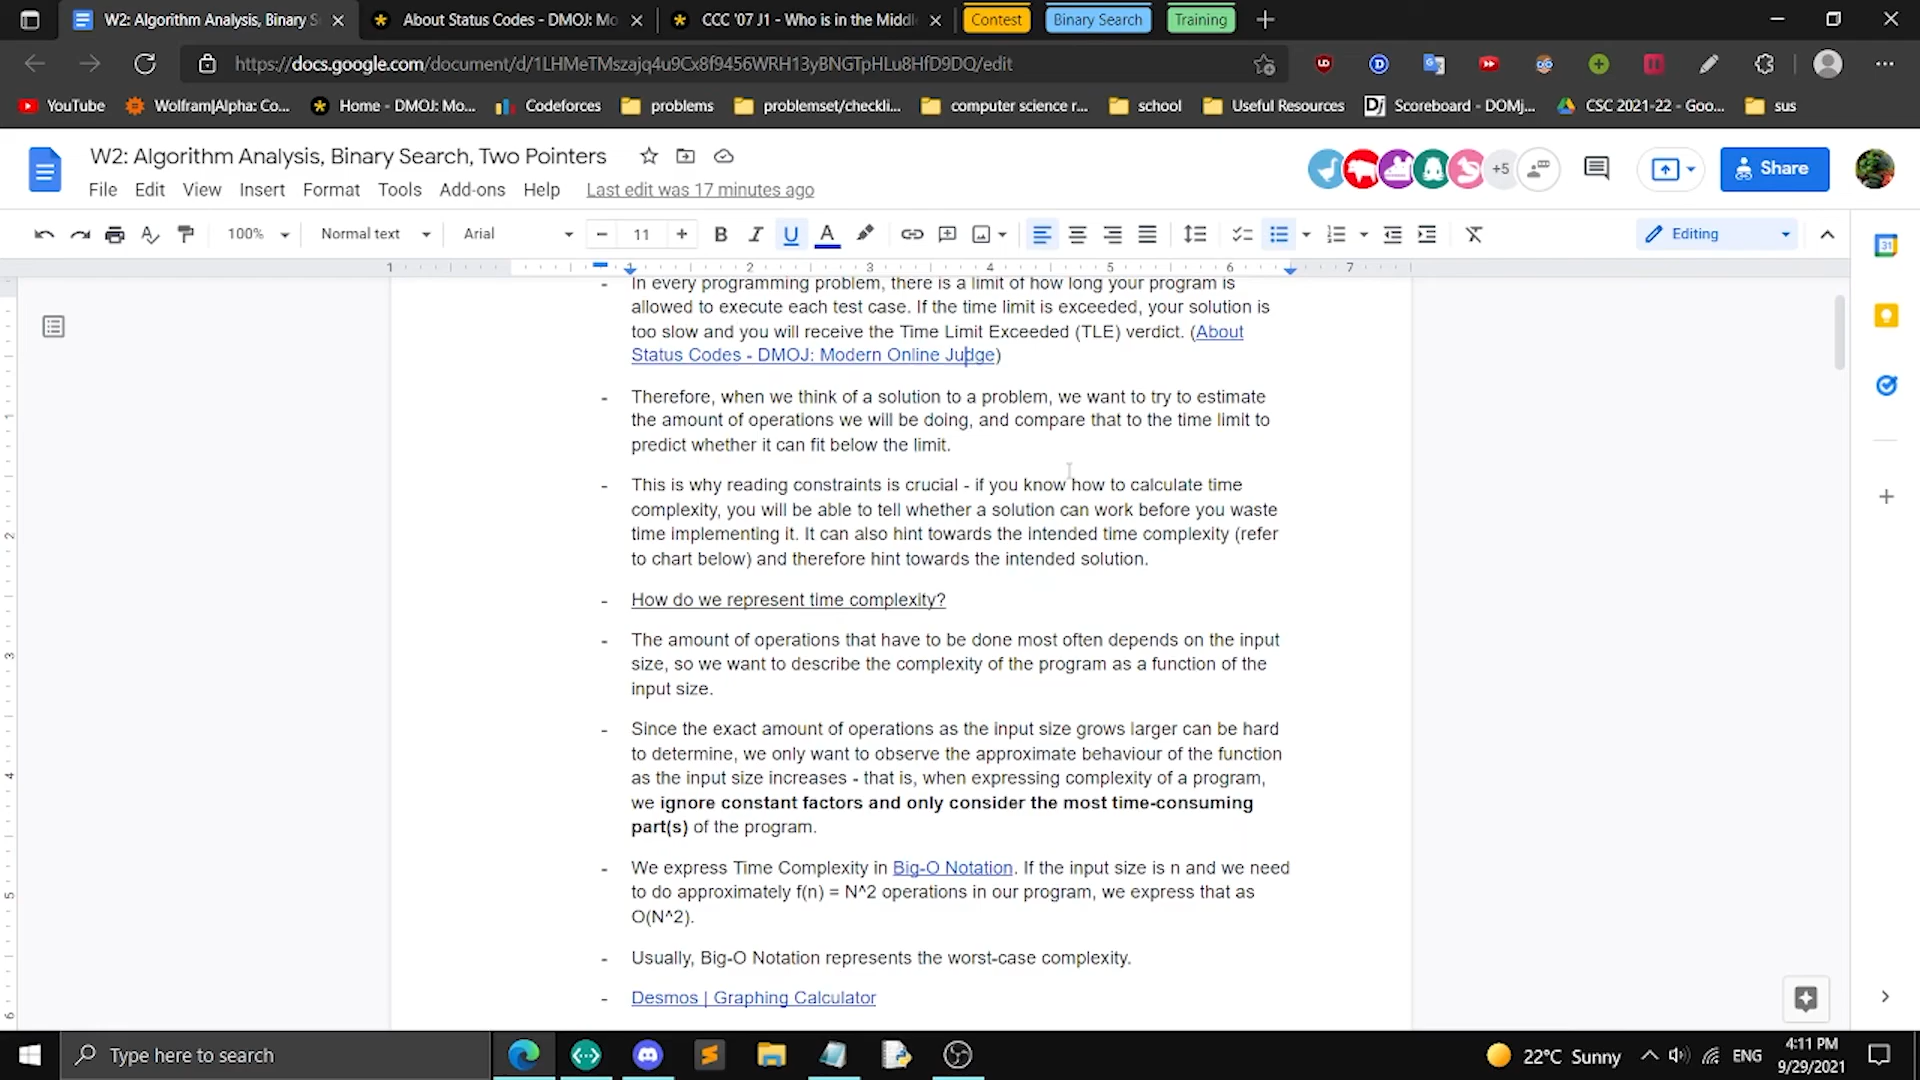 W2: Algorithm Analysis, Binary S
About Status Codes - DMOJ: Mo
CCC '07 J1 - Who is in the Middl
Contest
Binary Search
Training
https://docs.google.com/document/d/1LHMeTMszajq4u9Cx8f9456WRH13yBNGTpHLu8HfD9DQ/edit
YouTube
Wolfram|Alpha: Co...
Home - DMOJ: Mo...
Codeforces
problems
problemset/checkli...
computer science r...
school
Useful Resources
Scoreboard - DOMj...
CSC 2021-22 - Goo...
sus
W2: Algorithm Analysis, Binary Search, Two Pointers
File Edit View Insert Format Tools Add-ons Help Last edit was 17 minutes ago
+5
Share
100% Normal text Arial 11 Editing
1 1 2 3 4 5 6 7
- In every programming problem, there is a limit of how long your program is
allowed to execute each test case. If the time limit is exceeded, your solution is
too slow and you will receive the Time Limit Exceeded (TLE) verdict. (About
Status Codes - DMOJ: Modern Online Judge)
- Therefore, when we think of a solution to a problem, we want to try to estimate
the amount of operations we will be doing, and compare that to the time limit to
predict whether it can fit below the limit.
- This is why reading constraints is crucial - if you know how to calculate time
complexity, you will be able to tell whether a solution can work before you waste
time implementing it. It can also hint towards the intended time complexity (refer
to chart below) and therefore hint towards the intended solution.
- How do we represent time complexity?
- The amount of operations that have to be done most often depends on the input
size, so we want to describe the complexity of the program as a function of the
input size.
- Since the exact amount of operations as the input size grows larger can be hard
to determine, we only want to observe the approximate behaviour of the function
as the input size increases - that is, when expressing complexity of a program,
we ignore constant factors and only consider the most time-consuming
part(s) of the program.
- We express Time Complexity in Big-O Notation. If the input size is n and we need
to do approximately f(n) = N^2 operations in our program, we express that as
O(N^2).
- Usually, Big-O Notation represents the worst-case complexity.
- Desmos | Graphing Calculator
Type here to search
22°C Sunny
ENG
4:11 PM
9/29/2021